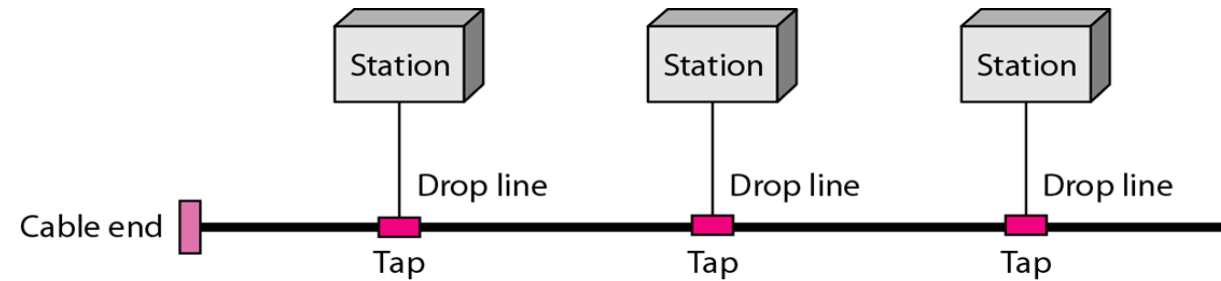 Station Station Station
Drop line Drop line Drop line
Cable end
Tap Tap Tap